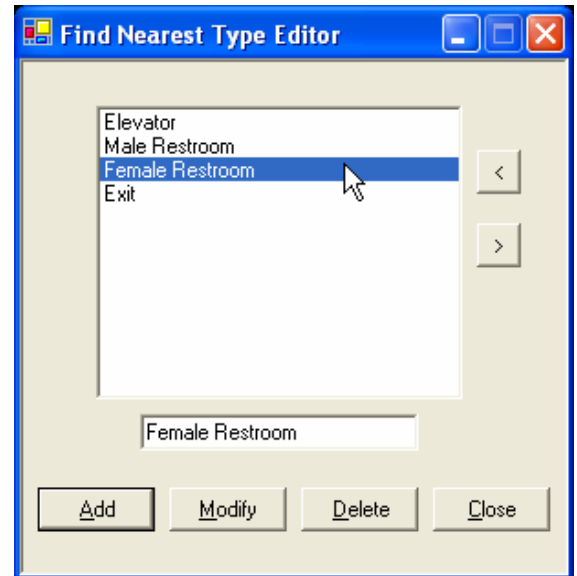 Find Nearest Type Editor
Elevator
Male Restroom
Female Restroom
Exit
<
>
Female Restroom
Add Modify Delete Close